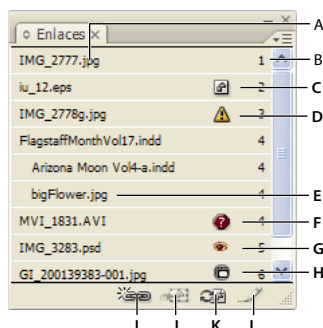 Enlaces
A
IMG_2777.jpg 1 B
iu_12.eps 2 C
IMG_2778g.jpg 3 D
FlagstaffMonthVol17.indd 4
Arizona Moon Vol4-a.indd 4
bigFlower.jpg 4 E
MVI_1831.AVI 4 F
IMG_3283.psd 5 G
GI_200139383-001.jpg 6 H
I J K L